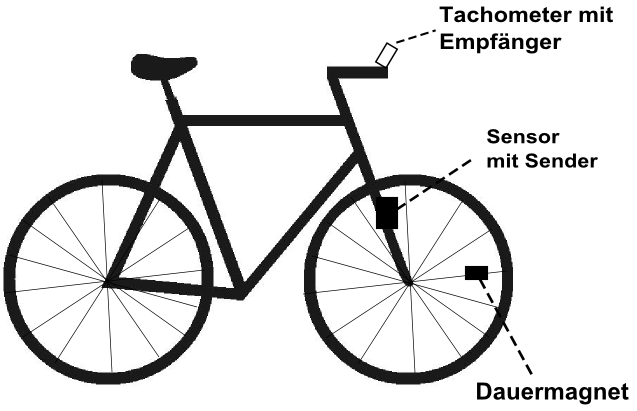 Tachometer mit
Empfänger
Sensor
mit Sender
Dauermagnet